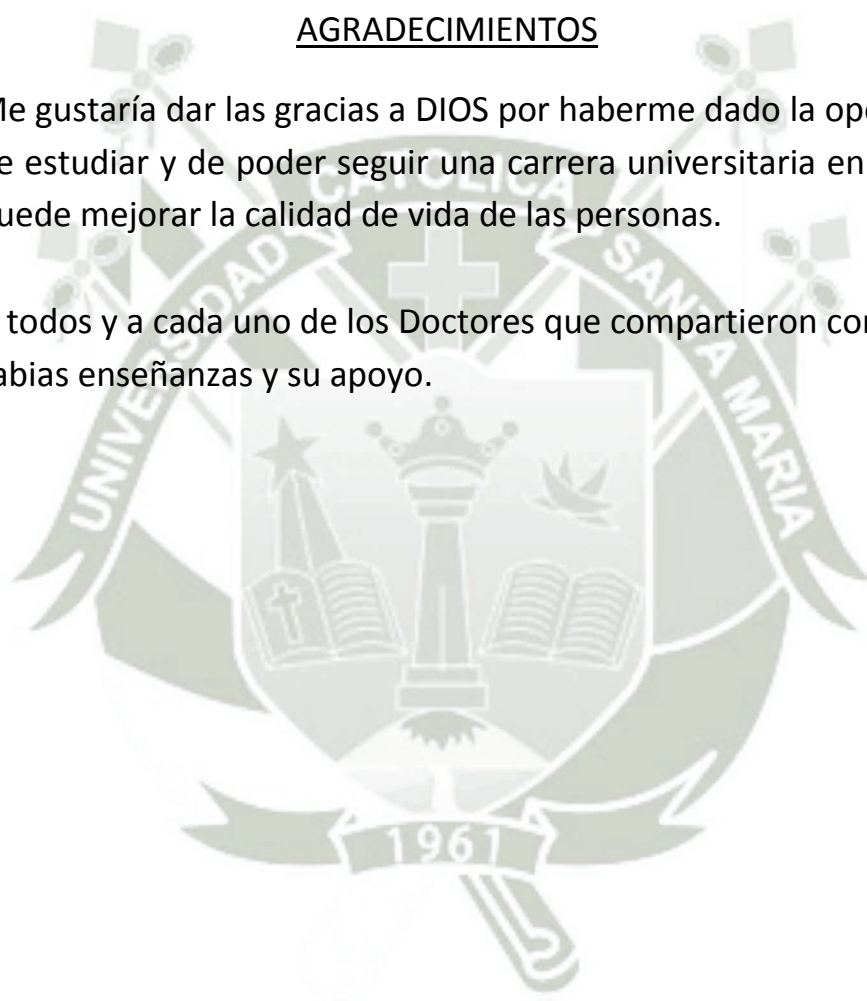 AGRADECIMIENTOS
Me gustaría dar las gracias a DIOS por haberme dado la
e estudiar y de poder seguir una carrera universitaria en
uede mejorar la calidad de vida de las personas.
todos y a cada uno de los Doctores que compartieron
abias enseñanzas y su apoyo.
UNIVERSIDAD CATOLICA SANTA MARIA
1961